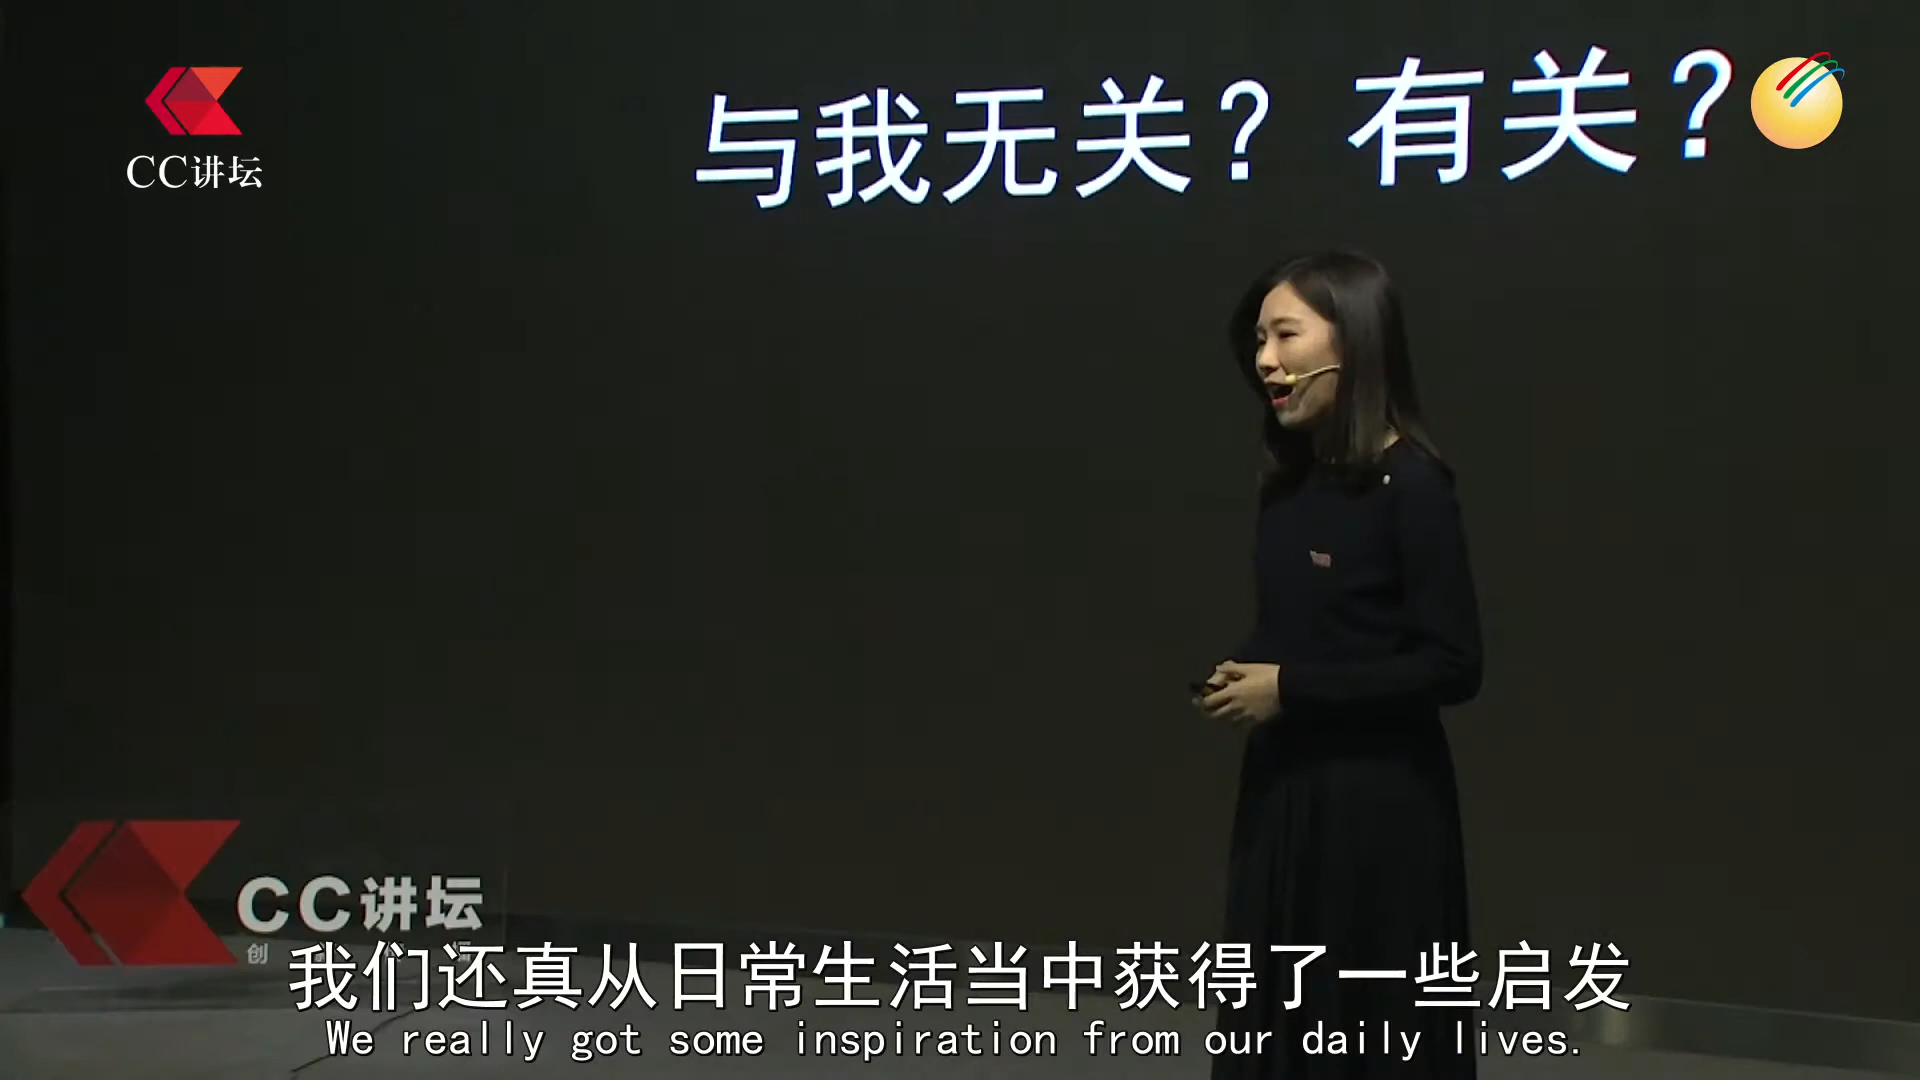 与我无关？有关？
CC讲坛
CC讲坛
创
我们还真从日常生活当中获得了一些启发
We really got some inspiration from our daily lives.